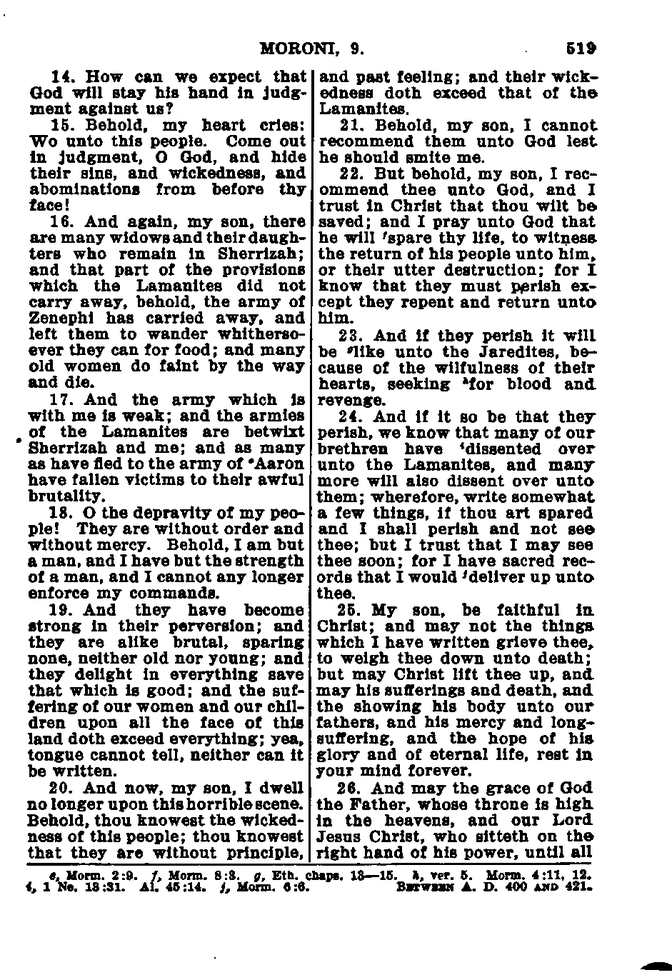 MORONI, 9. 519
14. How can we expect that
God will stay his hand in judg-
ment against us?
15. Behold, my heart cries:
Wo unto this people. Come out
in judgment, O God, and hide
their sins, and wickedness, and
abominations from before thy
face!
16. And again, my son, there
are many widows and their daugh-
ters who remain in Sherrizah;
and that part of the provisions
which the Lamanites did not
carry away, behold, the army of
Zenephi has carried away, and
left them to wander whitherso-
ever they can for food; and many
old women do faint by the way
and die.
17. And the army which is
with me is weak; and the armies
of the Lamanites are betwixt
Sherrizah and me; and as many
as have fled to the army of eAaron
have fallen victims to their awful
brutality.
18. O the depravity of my peo-
ple! They are without order and
without mercy. Behold, I am but
a man, and I have but the strength
of a man, and I cannot any longer
enforce my commands.
19. And they have become
strong in their perversion; and
they are alike brutal, sparing
none, neither old nor young; and
they delight in everything save
that which is good; and the suf-
fering of our women and our chil-
dren upon all the face of this
land doth exceed everything; yea,
tongue cannot tell, neither can it
be written.
20. And now, my son, I dwell
no longer upon this horrible scene.
Behold, thou knowest the wicked-
ness of this people; thou knowest
that they are without principle,
and past feeling; and their wick-
edness doth exceed that of the
Lamanites.
21. Behold, my son, I cannot
recommend them unto God lest
he should smite me.
22. But behold, my son, I rec-
ommend thee unto God, and I
trust in Christ that thou wilt be
saved; and I pray unto God that
he will fspare thy life, to witness
the return of his people unto him,
or their utter destruction; for I
know that they must perish ex-
cept they repent and return unto
him.
23. And if they perish it will
be glike unto the Jaredites, be-
cause of the wilfulness of their
hearts, seeking hfor blood and
revenge.
24. And if it so be that they
perish, we know that many of our
brethren have idissented over
unto the Lamanites, and many
more will also dissent over unto
them; wherefore, write somewhat
a few things, if thou art spared
and I shall perish and not see
thee; but I trust that I may see
thee soon; for I have sacred rec-
ords that I would jdeliver up unto
thee.
25. My son, be faithful in
Christ; and may not the things
which I have written grieve thee,
to weigh thee down unto death;
but may Christ lift thee up, and
may his sufferings and death, and
the showing his body unto our
fathers, and his mercy and long-
suffering, and the hope of his
glory and of eternal life, rest in
your mind forever.
26. And may the grace of God
the Father, whose throne is high
in the heavens, and our Lord
Jesus Christ, who sitteth on the
right hand of his power, until all
e, Morm. 2:9. f, Morm. 8:3. g, Eth. chaps. 13—15. h, ver. 5. Morm. 4:11, 12.
i, 1 Ne. 13:31. Al. 45:14. j, Morm. 6:6. BETWEEN A. D. 400 AND 421.